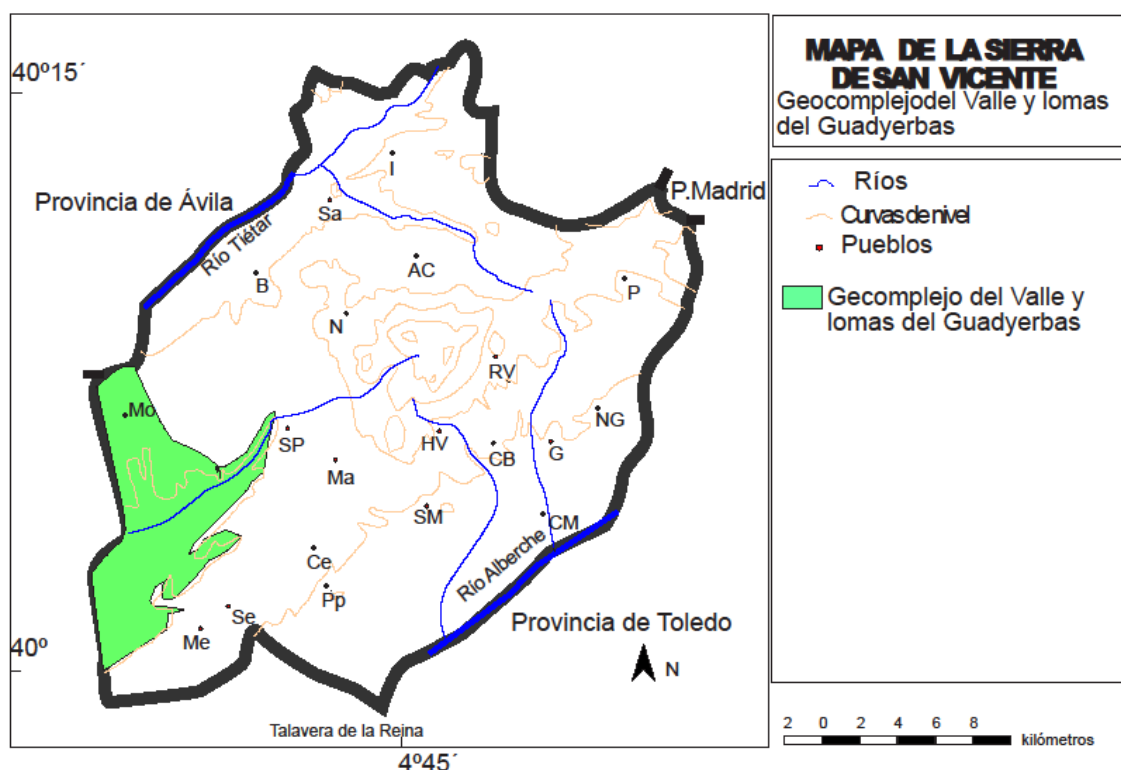 MAPA DE LA SIERRA
DE SAN VICENTE
Geocomplejodel Valle y lomas
del Guadyerbas
40º15´
Provincia de Ávila
P.Madrid
Río Tiétar
I
Sa
AC
B
P
N
RV
Mo
NG
SP
HV
CB
G
Ma
SM
CM
Ce
Río Alberche
Pp
Se
Me
Provincia de Toledo
40º
N
Talavera de la Reina
4º45´
Ríos
Curvas de nivel
Pueblos
Gecomplejo del Valle y
lomas del Guadyerbas
2 0 2 4 6 8
kilómetros